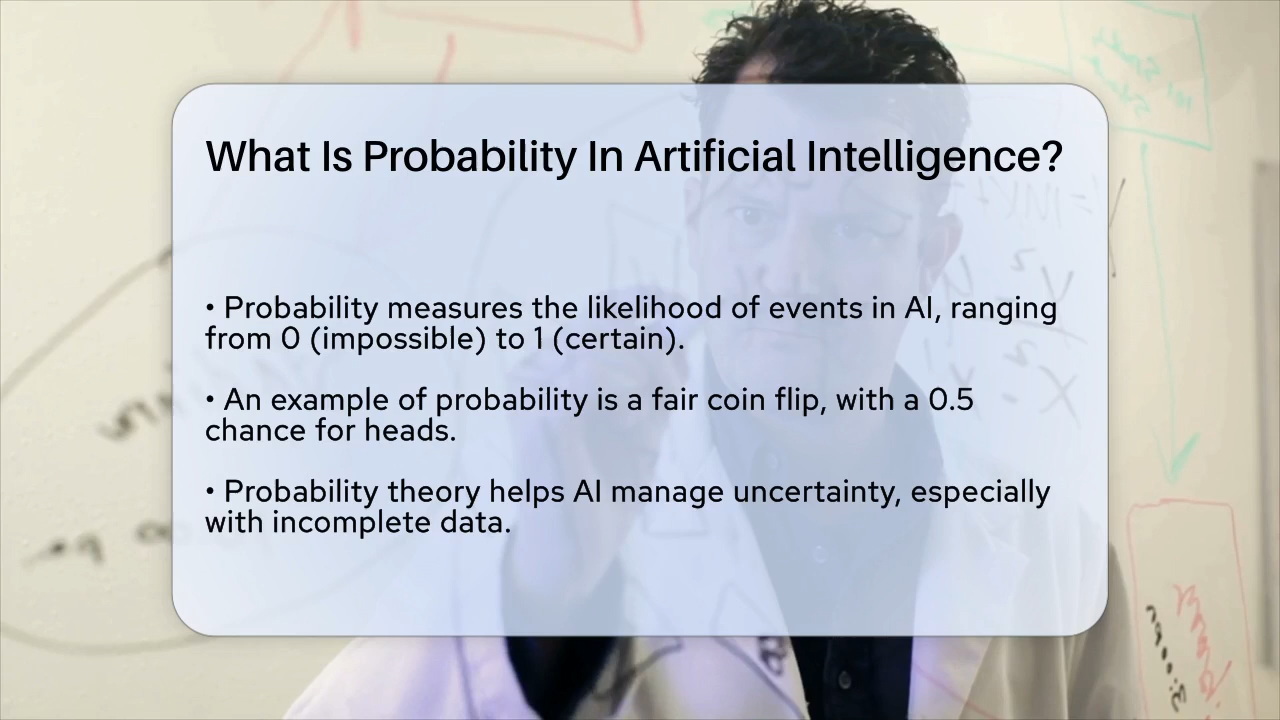 What Is Probability In Artificial Intelligence?
• Probability measures the likelihood of events in AI, ranging
from 0 (impossible) to 1 (certain).
• An example of probability is a fair coin flip, with a 0.5
chance for heads.
• Probability theory helps AI manage uncertainty, especially
with incomplete data.